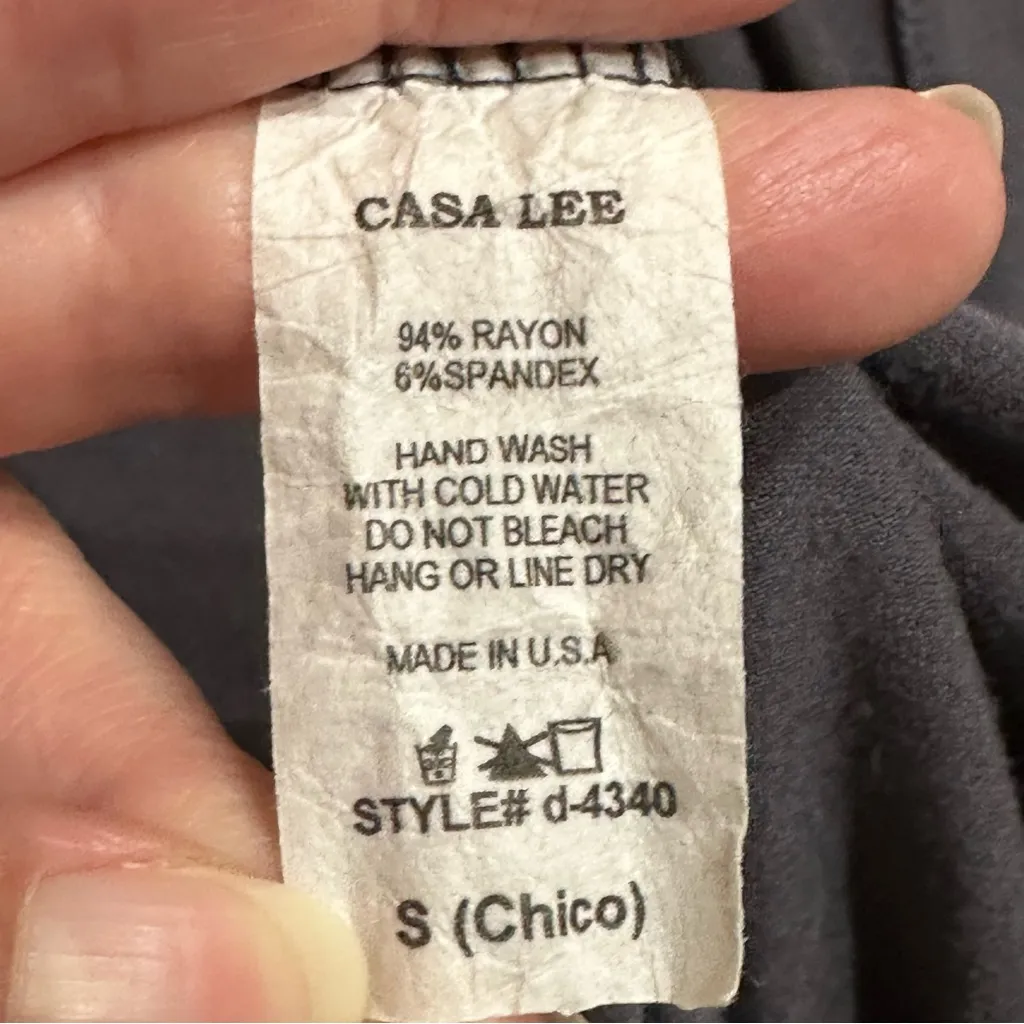 CASA LEE
94% RAYON
6%SPANDEX
HAND WASH
WITH COLD WATER
DO NOT BLEACH
HANG OR LINE DRY
MADE IN U.S.A
STYLE# d-4340
S (Chico)